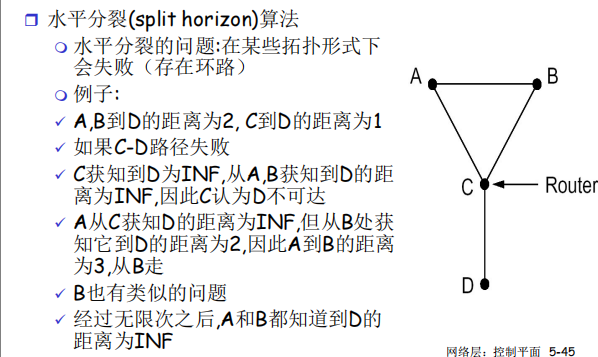 水平分裂(split horizon)算法
水平分裂的问题:在某些拓扑形式下
会失败（存在环路）
例子:
A,B到D的距离为2, C到D的距离为1
如果C-D路径失败
C获知到D为INF,从A,B获知到D的距
离为INF,因此C认为D不可达
A从C获知D的距离为INF,但从B处获
知它到D的距离为2,因此A到B的距离
为3,从B走
B也有类似的问题
经过无限次之后,A和B都知道到D的
距离为INF
A
B
C
Router
D
网络层：控制平面 5-45